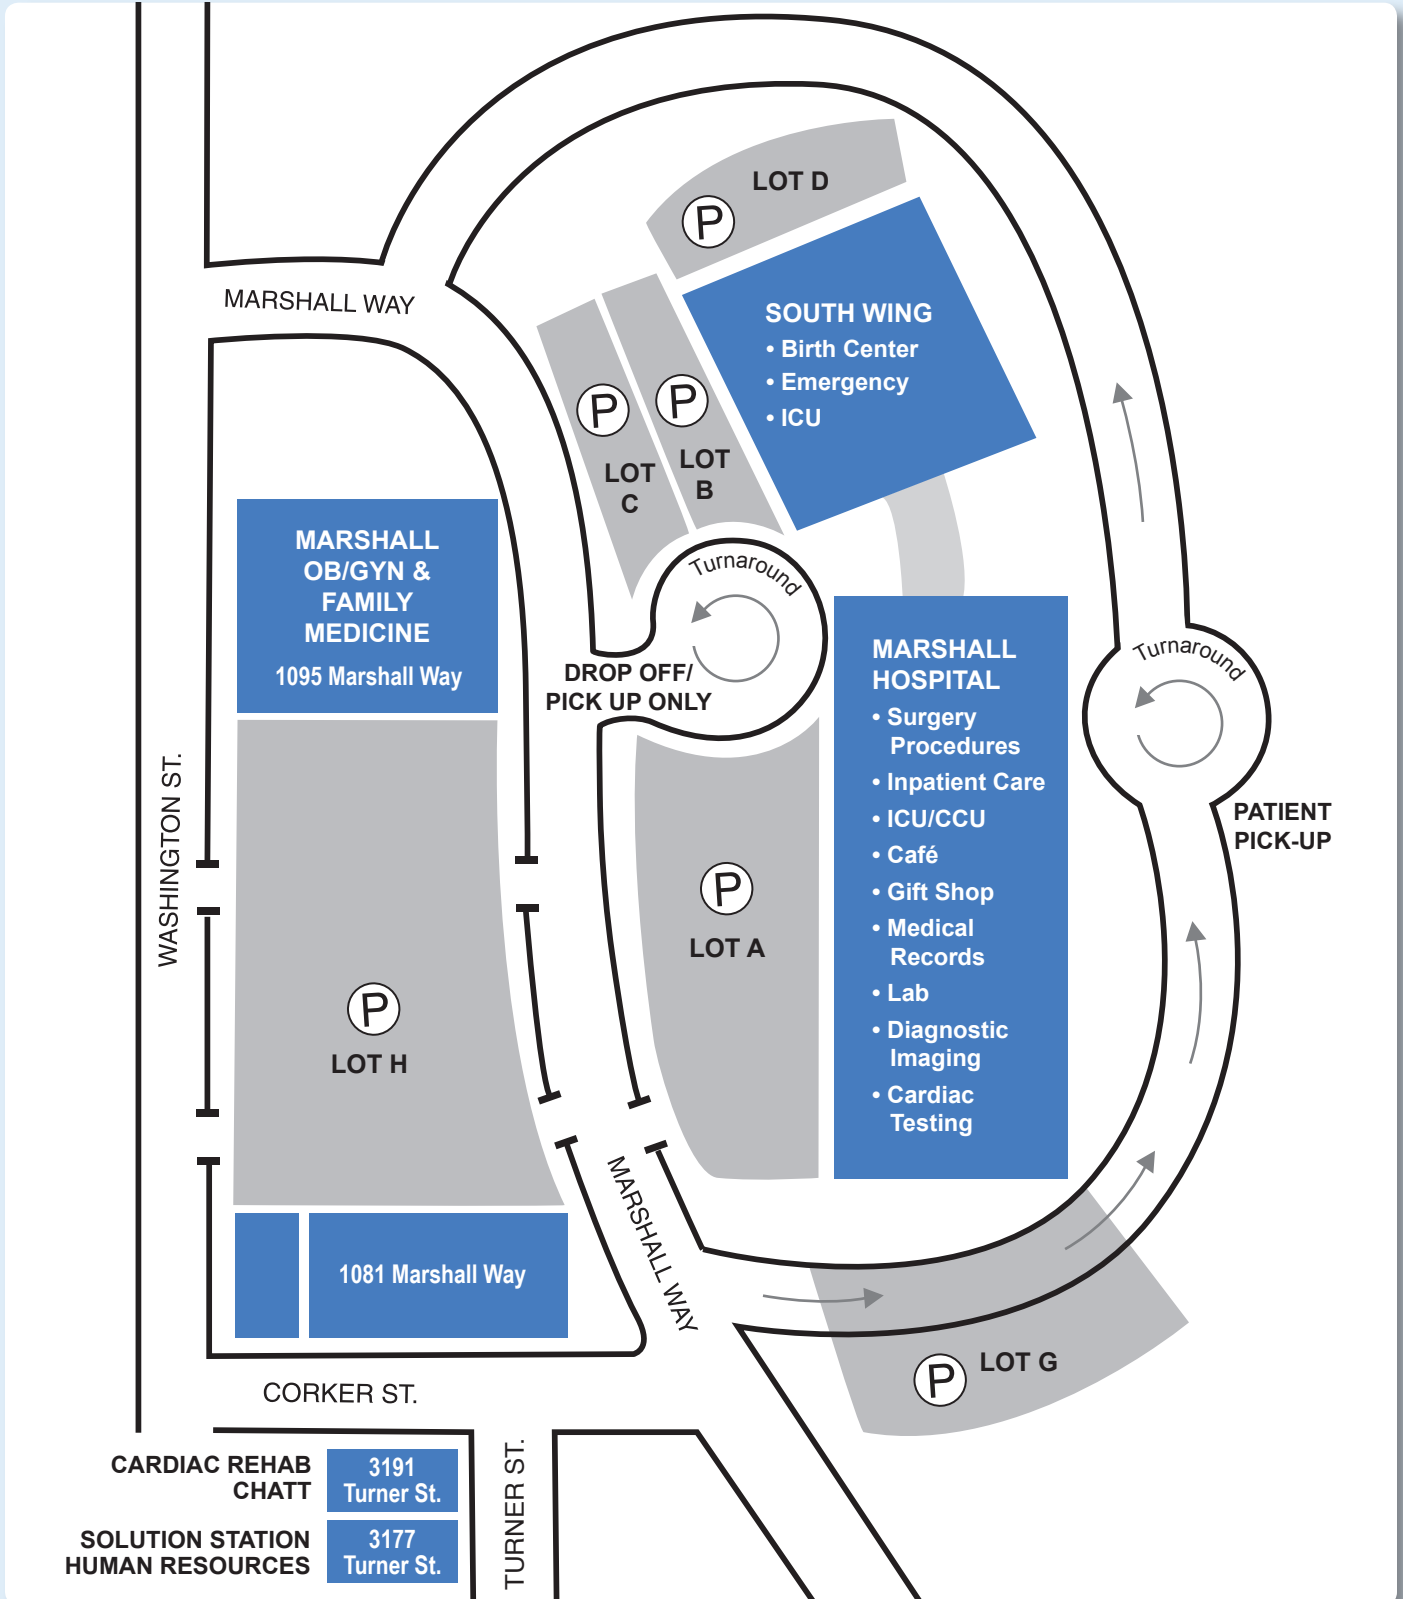 LOT D
P
MARSHALL WAY
SOUTH WING
• Birth Center
• Emergency
• ICU
P
P
LOT
C
LOT
B
MARSHALL
OB/GYN &
FAMILY
MEDICINE
1095 Marshall Way
Turnaround
DROP OFF/
PICK UP ONLY
MARSHALL
HOSPITAL
• Surgery
Procedures
• Inpatient Care
• ICU/CCU
• Café
• Gift Shop
• Medical
Records
• Lab
• Diagnostic
Imaging
• Cardiac
Testing
Turnaround
PATIENT
PICK-UP
WASHINGTON ST.
P
LOT A
P
LOT H
MARSHALL WAY
1081 Marshall Way
P
LOT G
CORKER ST.
TURNER ST.
CARDIAC REHAB
CHATT
3191
Turner St.
SOLUTION STATION
HUMAN RESOURCES
3177
Turner St.